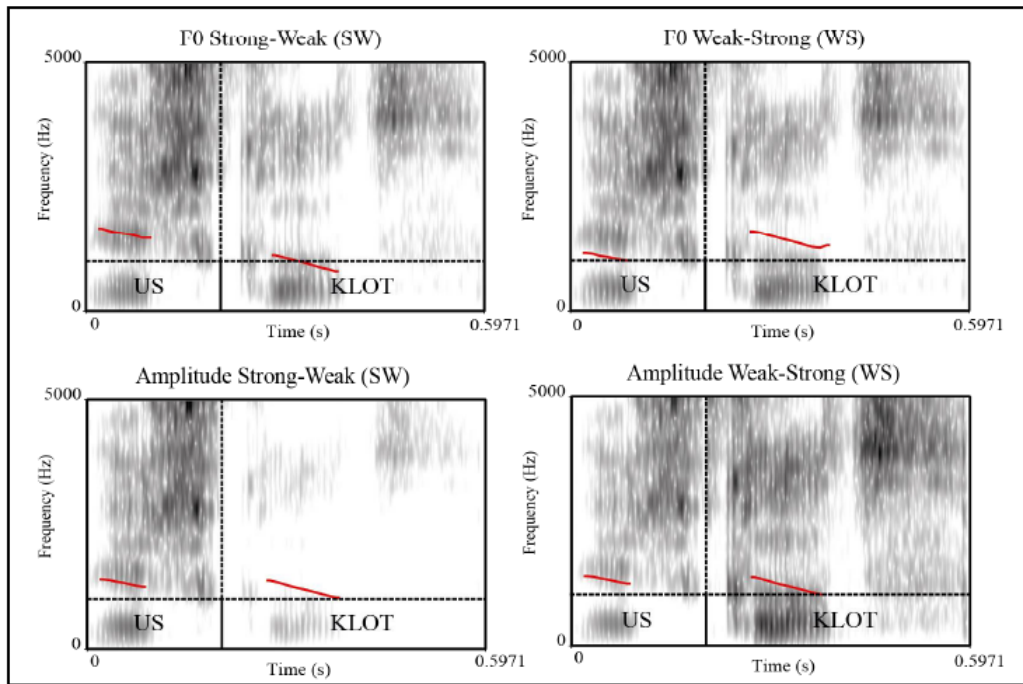 F0 Strong-Weak (SW)
5000
Frequency (Hz)
0
US
KLOT
0
Time (s)
0.5971
F0 Weak-Strong (WS)
5000
Frequency (Hz)
0
US
KLOT
0
Time (s)
0.5971
Amplitude Strong-Weak (SW)
5000
Frequency (Hz)
0
US
KLOT
0
Time (s)
0.5971
Amplitude Weak-Strong (WS)
5000
Frequency (Hz)
0
US
KLOT
0
Time (s)
0.5971